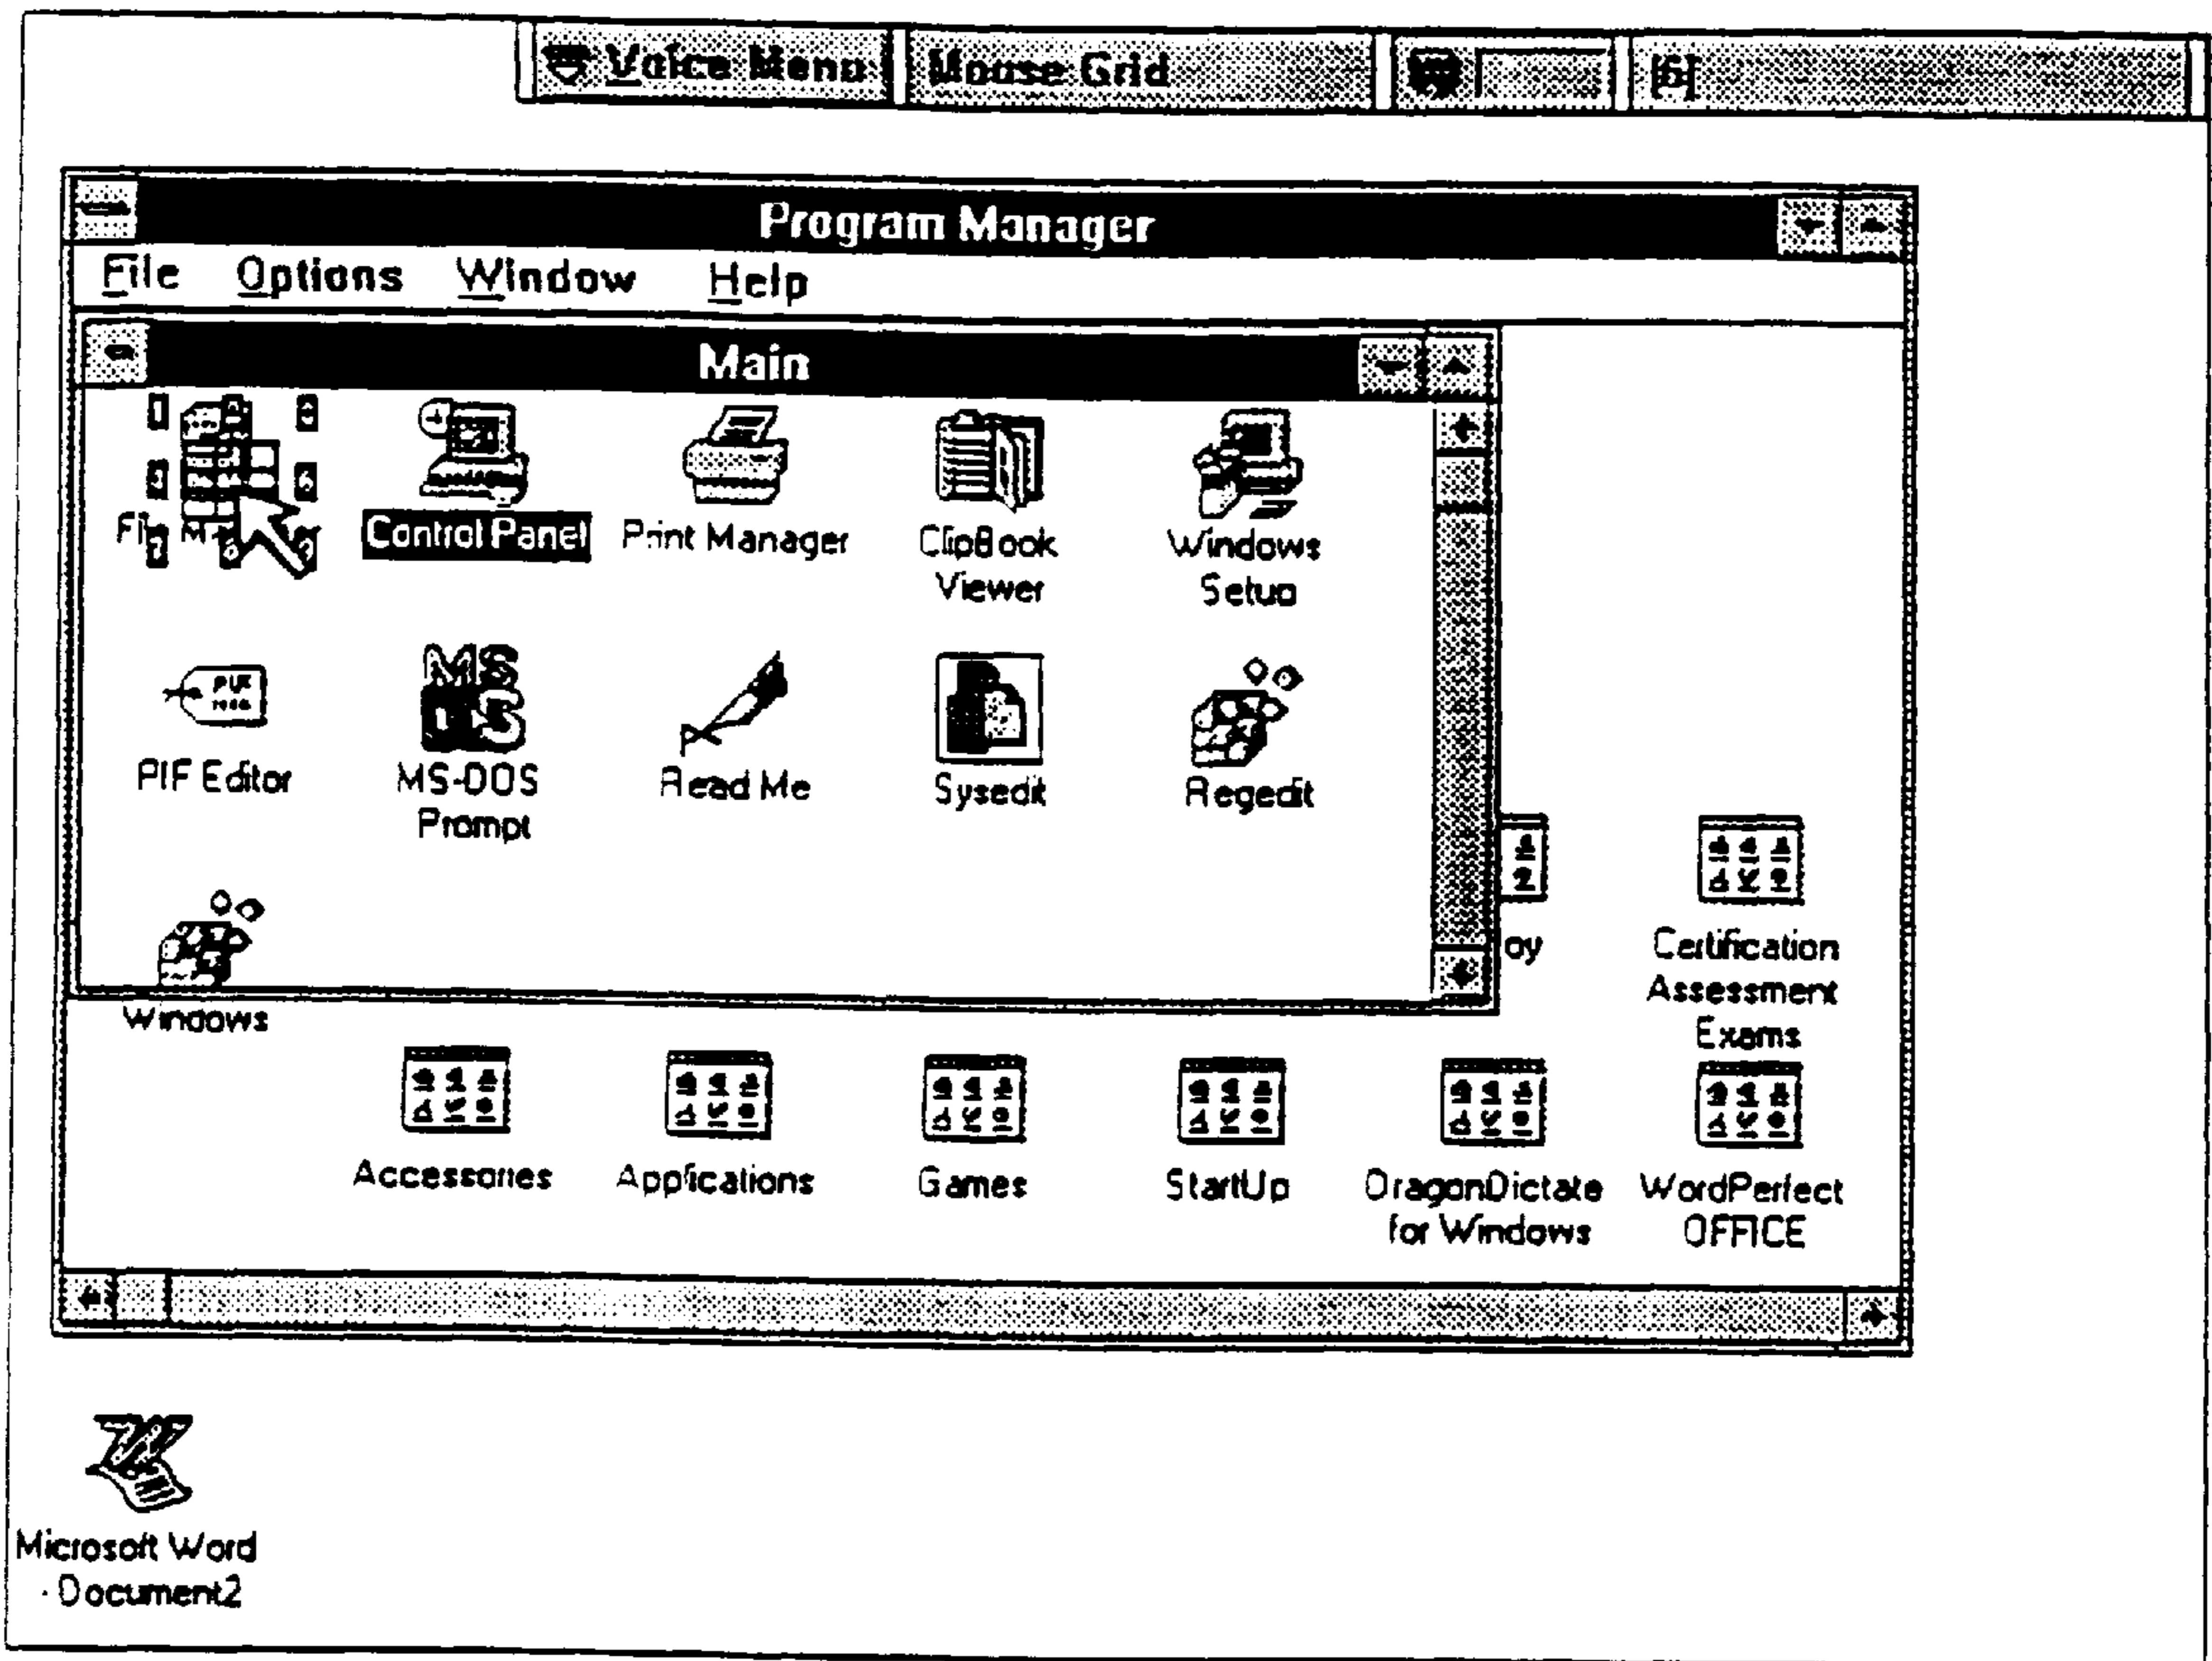 Voice Menu Mouse Grid [6]
Program Manager
File Options Window Help
Main
Control Panel Print Manager ClipBook Windows
Viewer Setup
PIF Editor MS-DOS Read Me Sysedit Regedit
Prompt
oy Certification
Assessment
Exams
Windows
Accessories Applications Games StartUp DragonDictate WordPerfect
for Windows OFFICE
Microsoft Word
- Document2